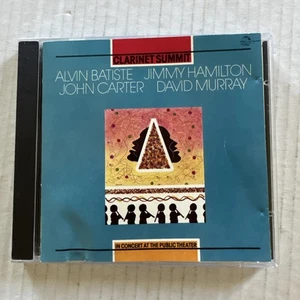 CLARINET SUMMIT
ALVIN BATISTE JIMMY HAMILTON
JOHN CARTER DAVID MURRAY
IN CONCERT AT THE PUBLIC THEATER